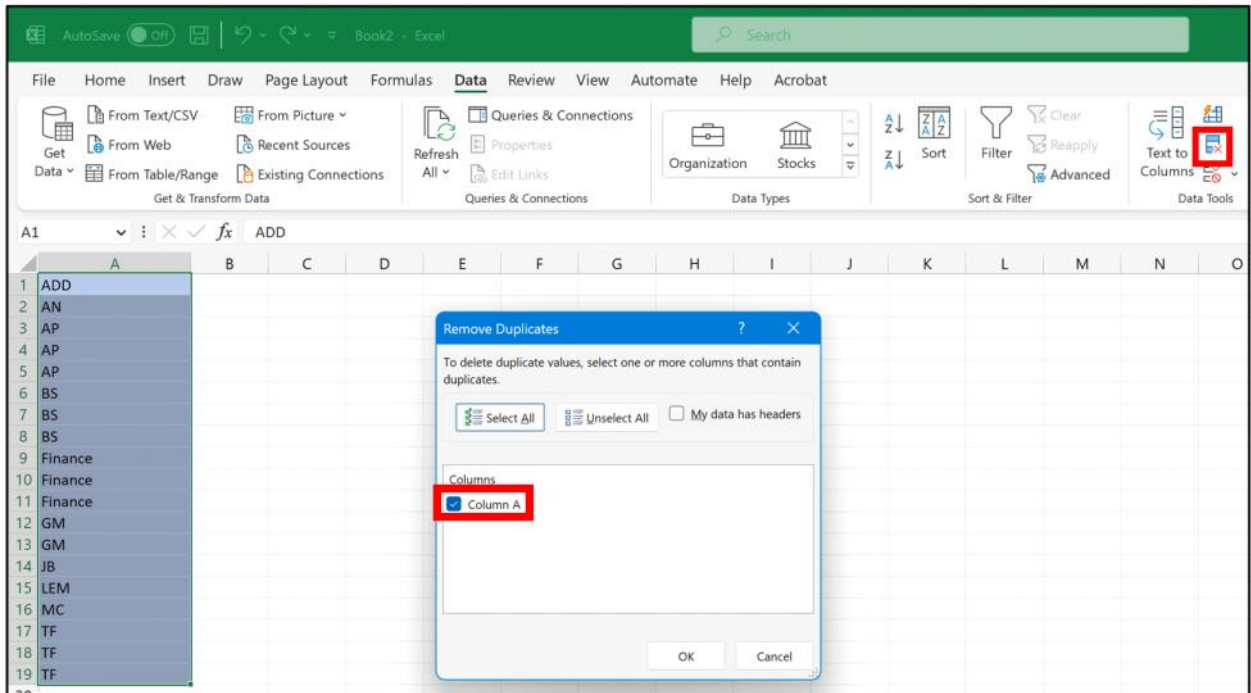 AutoSave Off Book2 - Excel Search
File Home Insert Draw Page Layout Formulas Data Review View Automate Help Acrobat
Get Data
From Text/CSV
From Web
From Table/Range
From Picture
Recent Sources
Existing Connections
Get & Transform Data
Refresh All
Queries & Connections
Properties
Edit Links
Queries & Connections
Organization Stocks
Data Types
Sort
Filter
Clear
Reapply
Advanced
Sort & Filter
Text to Columns
Data Tools
A1 fx ADD
A B C D E F G H I J K L M N O
1 ADD
2 AN
3 AP
4 AP
5 AP
6 BS
7 BS
8 BS
9 Finance
10 Finance
11 Finance
12 GM
13 GM
14 JB
15 LEM
16 MC
17 TF
18 TF
19 TF
Remove Duplicates ?
To delete duplicate values, select one or more columns that contain
duplicates.
Select All Unselect All My data has headers
Columns
Column A
OK Cancel